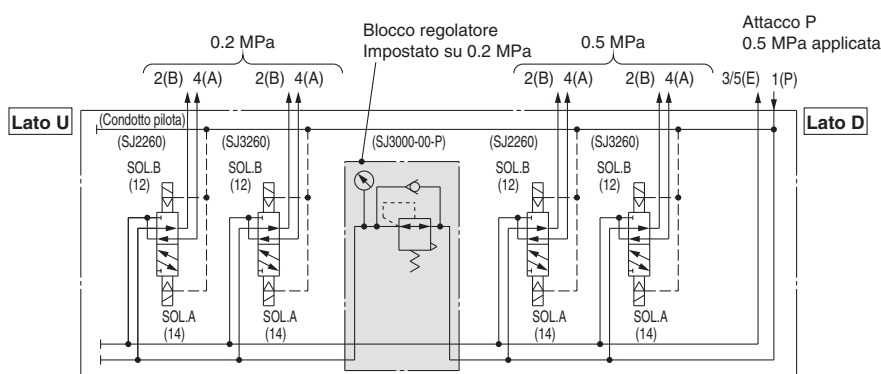 Blocco regolatore
Impostato su 0.2 MPa
Attacco P
0.5 MPa applicata
0.2 MPa
0.5 MPa
2(B) 4(A)
2(B) 4(A)
2(B) 4(A)
2(B) 4(A)
3/5(E)
1(P)
Lato U
(Condotto pilota)
Lato D
(SJ2260)
(SJ3260)
(SJ3000-00-P)
(SJ2260)
(SJ3260)
SOL.B
(12)
SOL.B
(12)
SOL.B
(12)
SOL.B
(12)
SOL.A
(14)
SOL.A
(14)
SOL.A
(14)
SOL.A
(14)